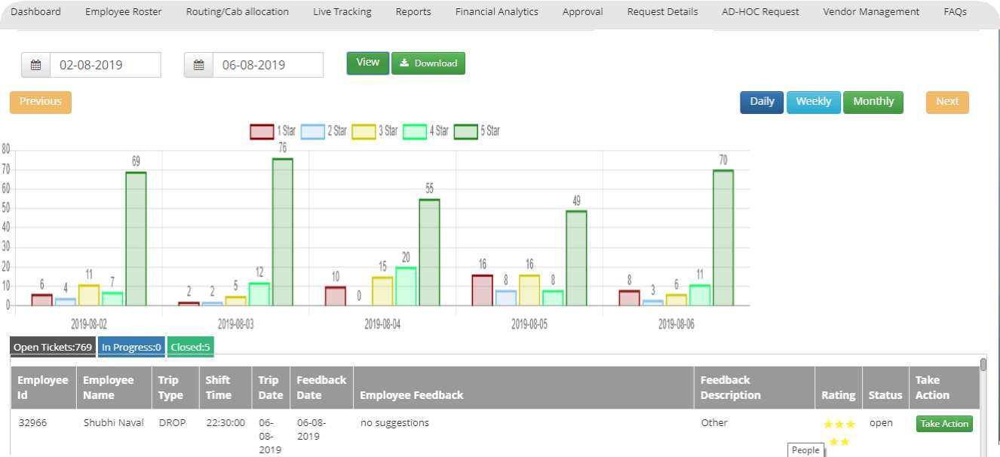 Dashboard Employee Roster Routing/Cab allocation Live Tracking Reports Financial Analytics Approval Request Details AD-HOC Request Vendor Management FAQs
02-08-2019 06-08-2019 View Download
Previous Daily Weekly Monthly Next
1 Star 2 Star 3 Star 4 Star 5 Star
80
70
60
50
40
30
20
10
0
6 4 11 7 69
2 2 5 12 76
10 0 15 20 55
16 8 16 8 49
8 3 6 11 70
2019-08-02 2019-08-03 2019-08-04 2019-08-05 2019-08-06
Open Tickets:769 In Progress:0 Closed:5
Employee Id Employee Name Trip Type Shift Time Trip Date Feedback Date Employee Feedback Feedback Description Rating Status Take Action
32966 Shubhi Naval DROP 22:30:00 06-08-2019 06-08-2019 no suggestions Other open Take Action
People